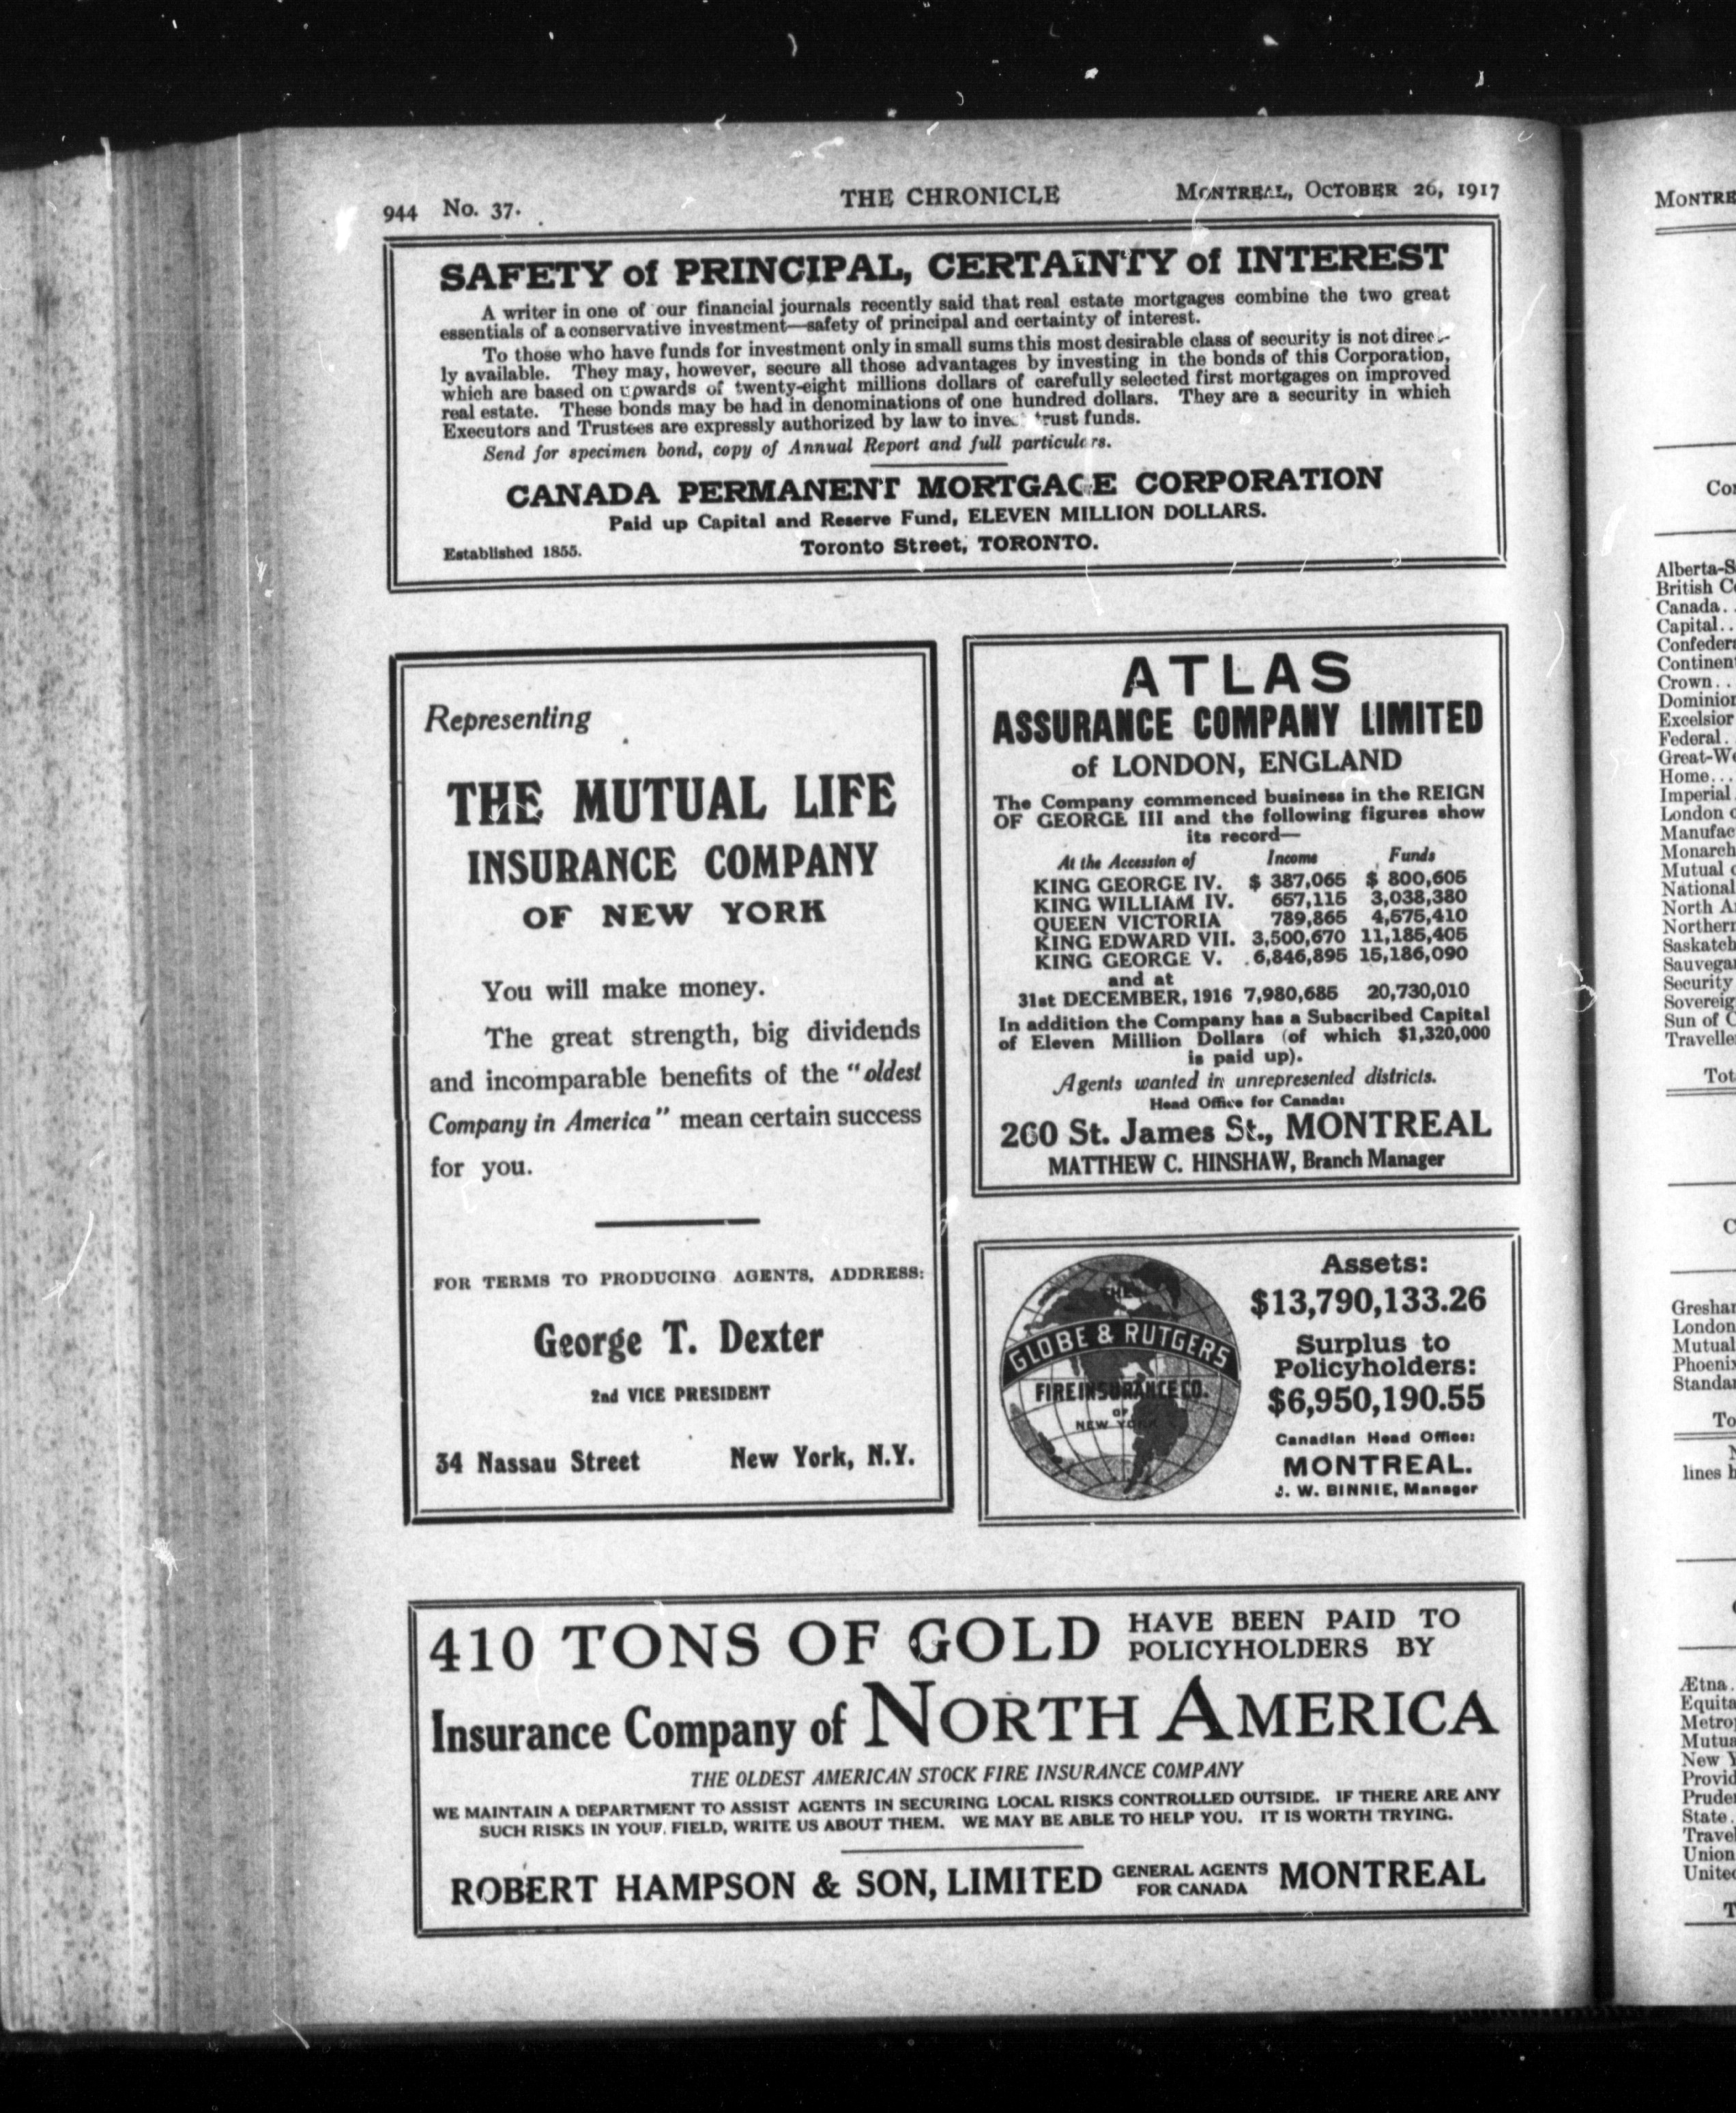 944 No. 37.
THE CHRONICLE
MONTREAL, OCTOBER 26, 1917
SAFETY of PRINCIPAL, CERTAINTY of INTEREST
A writer in one of our financial journals recently said that real estate mortgages combine the two great
essentials of a conservative investment—safety of principal and certainty of interest.
To those who have funds for investment only in small sums this most desirable class of security is not direct-
ly available. They may, however, secure all those advantages by investing in the bonds of this Corporation,
which are based on upwards of twenty-eight millions dollars of carefully selected first mortgages on improved
real estate. These bonds may be had in denominations of one hundred dollars. They are a security in which
Executors and Trustees are expressly authorized by law to invest trust funds.
Send for specimen bond, copy of Annual Report and full particulars.
CANADA PERMANENT MORTGAGE CORPORATION
Paid up Capital and Reserve Fund, ELEVEN MILLION DOLLARS.
Established 1855.
Toronto Street, TORONTO.
Representing
THE MUTUAL LIFE
INSURANCE COMPANY
OF NEW YORK
You will make money.
The great strength, big dividends
and incomparable benefits of the "oldest
Company in America" mean certain success
for you.
FOR TERMS TO PRODUCING AGENTS, ADDRESS:
George T. Dexter
2nd VICE PRESIDENT
34 Nassau Street New York, N.Y.
ATLAS
ASSURANCE COMPANY LIMITED
of LONDON, ENGLAND
The Company commenced business in the REIGN
OF GEORGE III and the following figures show
its record—
At the Accession of Income Funds
KING GEORGE IV. $ 387,065 $ 800,605
KING WILLIAM IV. 657,115 3,038,380
QUEEN VICTORIA 789,865 4,575,410
KING EDWARD VII. 3,500,670 11,185,405
KING GEORGE V. 6,846,895 15,186,090
and at
31st DECEMBER, 1916 7,980,685 20,730,010
In addition the Company has a Subscribed Capital
of Eleven Million Dollars (of which $1,320,000
is paid up).
Agents wanted in unrepresented districts.
Head Office for Canada:
260 St. James St., MONTREAL
MATTHEW C. HINSHAW, Branch Manager
THE
GLOBE & RUTGERS
FIRE INSURANCE CO.
OF
NEW YORK
Assets:
$13,790,133.26
Surplus to
Policyholders:
$6,950,190.55
Canadian Head Office:
MONTREAL.
J. W. BINNIE, Manager
410 TONS OF GOLD HAVE BEEN PAID TO
POLICYHOLDERS BY
Insurance Company of NORTH AMERICA
THE OLDEST AMERICAN STOCK FIRE INSURANCE COMPANY
WE MAINTAIN A DEPARTMENT TO ASSIST AGENTS IN SECURING LOCAL RISKS CONTROLLED OUTSIDE. IF THERE ARE ANY
SUCH RISKS IN YOUR FIELD, WRITE US ABOUT THEM. WE MAY BE ABLE TO HELP YOU. IT IS WORTH TRYING.
ROBERT HAMPSON & SON, LIMITED GENERAL AGENTS
FOR CANADA MONTREAL
Canada..
Capital..
Crown..
Excelsior
Federal.
Home...
Imperial
National
Security
London
Mutual
Ætna.
State.